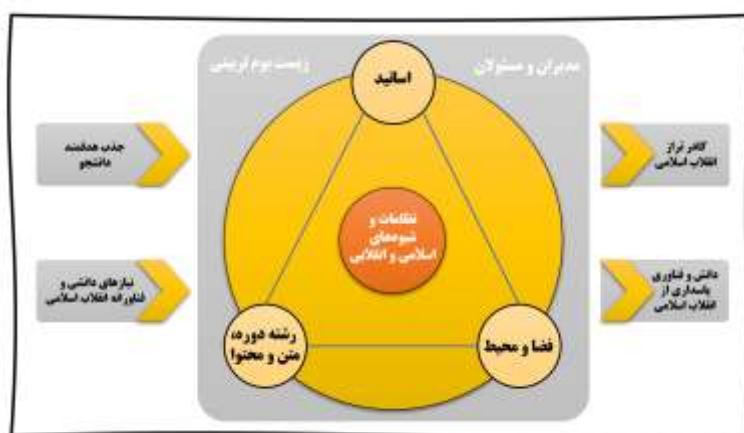 مدیران و مسئولان
زیست بوم تربیتی
اساتید
کادر تراز
انقلاب اسلامی
جذب هدفمند
دانشجو
نظامات و
شیوه‌های
اسلامی و انقلابی
دانش و فناوری
پاسداری از
انقلاب اسلامی
نیازهای دانشی و
فناورانه انقلاب اسلامی
فضا و محیط
رشته دوره،
متن و محتوا